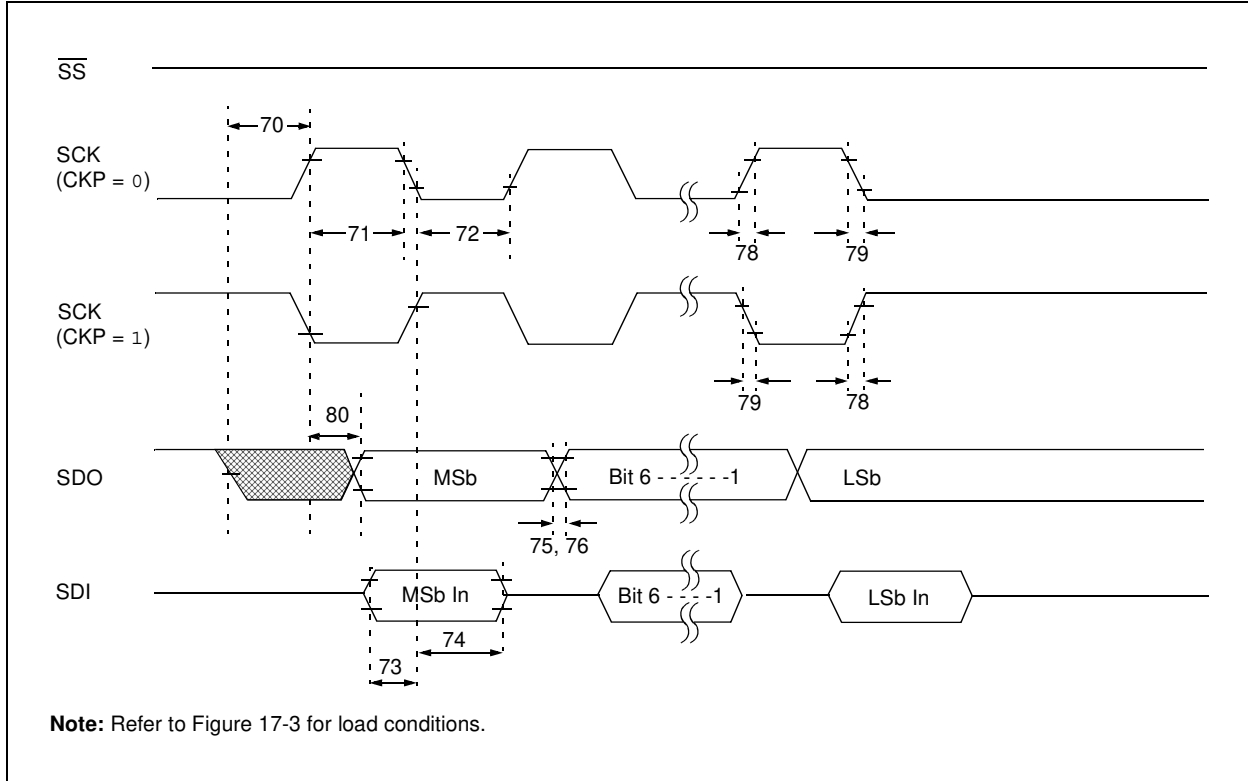 SS
70
SCK
(CKP = 0)
71
72
78
79
SCK
(CKP = 1)
79
78
80
SDO
MSb
Bit 6 - - - - - -1
LSb
75, 76
SDI
MSb In
Bit 6 - - - - -1
LSb In
74
73
Note: Refer to Figure 17-3 for load conditions.